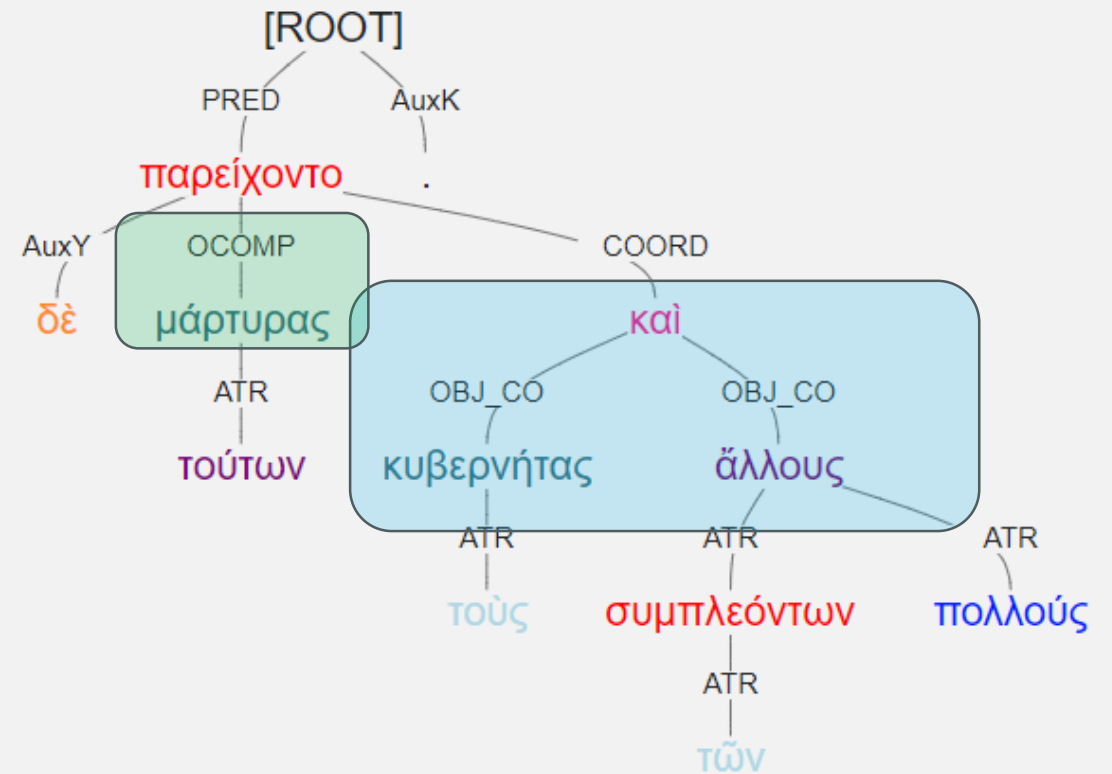 [ROOT]
PRED AuxK
παρείχοντο .
AuxY OCOMP COORD
δὲ μάρτυρας καὶ
ATR OBJ_CO OBJ_CO
τούτων κυβερνήτας ἄλλους
ATR ATR ATR
τοὺς συμπλεόντων πολλούς
ATR
τῶν